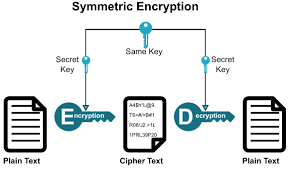 Symmetric Encryption
Same Key
Secret
Key
Secret
Key
Encryption
Decryption
Plain Text
Cipher Text
Plain Text